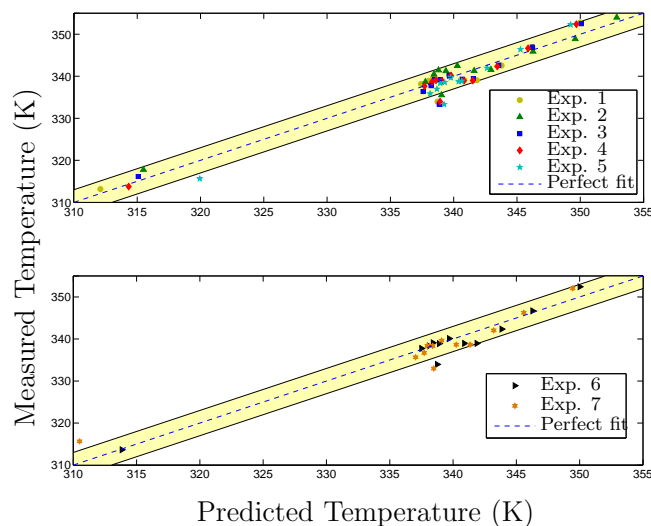 350
340
330
320
310
310
315
320
325
330
335
340
345
350
355
Exp. 1
Exp. 2
Exp. 3
Exp. 4
Exp. 5
Perfect fit
Measured Temperature (K)
350
340
330
320
310
310
315
320
325
330
335
340
345
350
355
Exp. 6
Exp. 7
Perfect fit
Predicted Temperature (K)